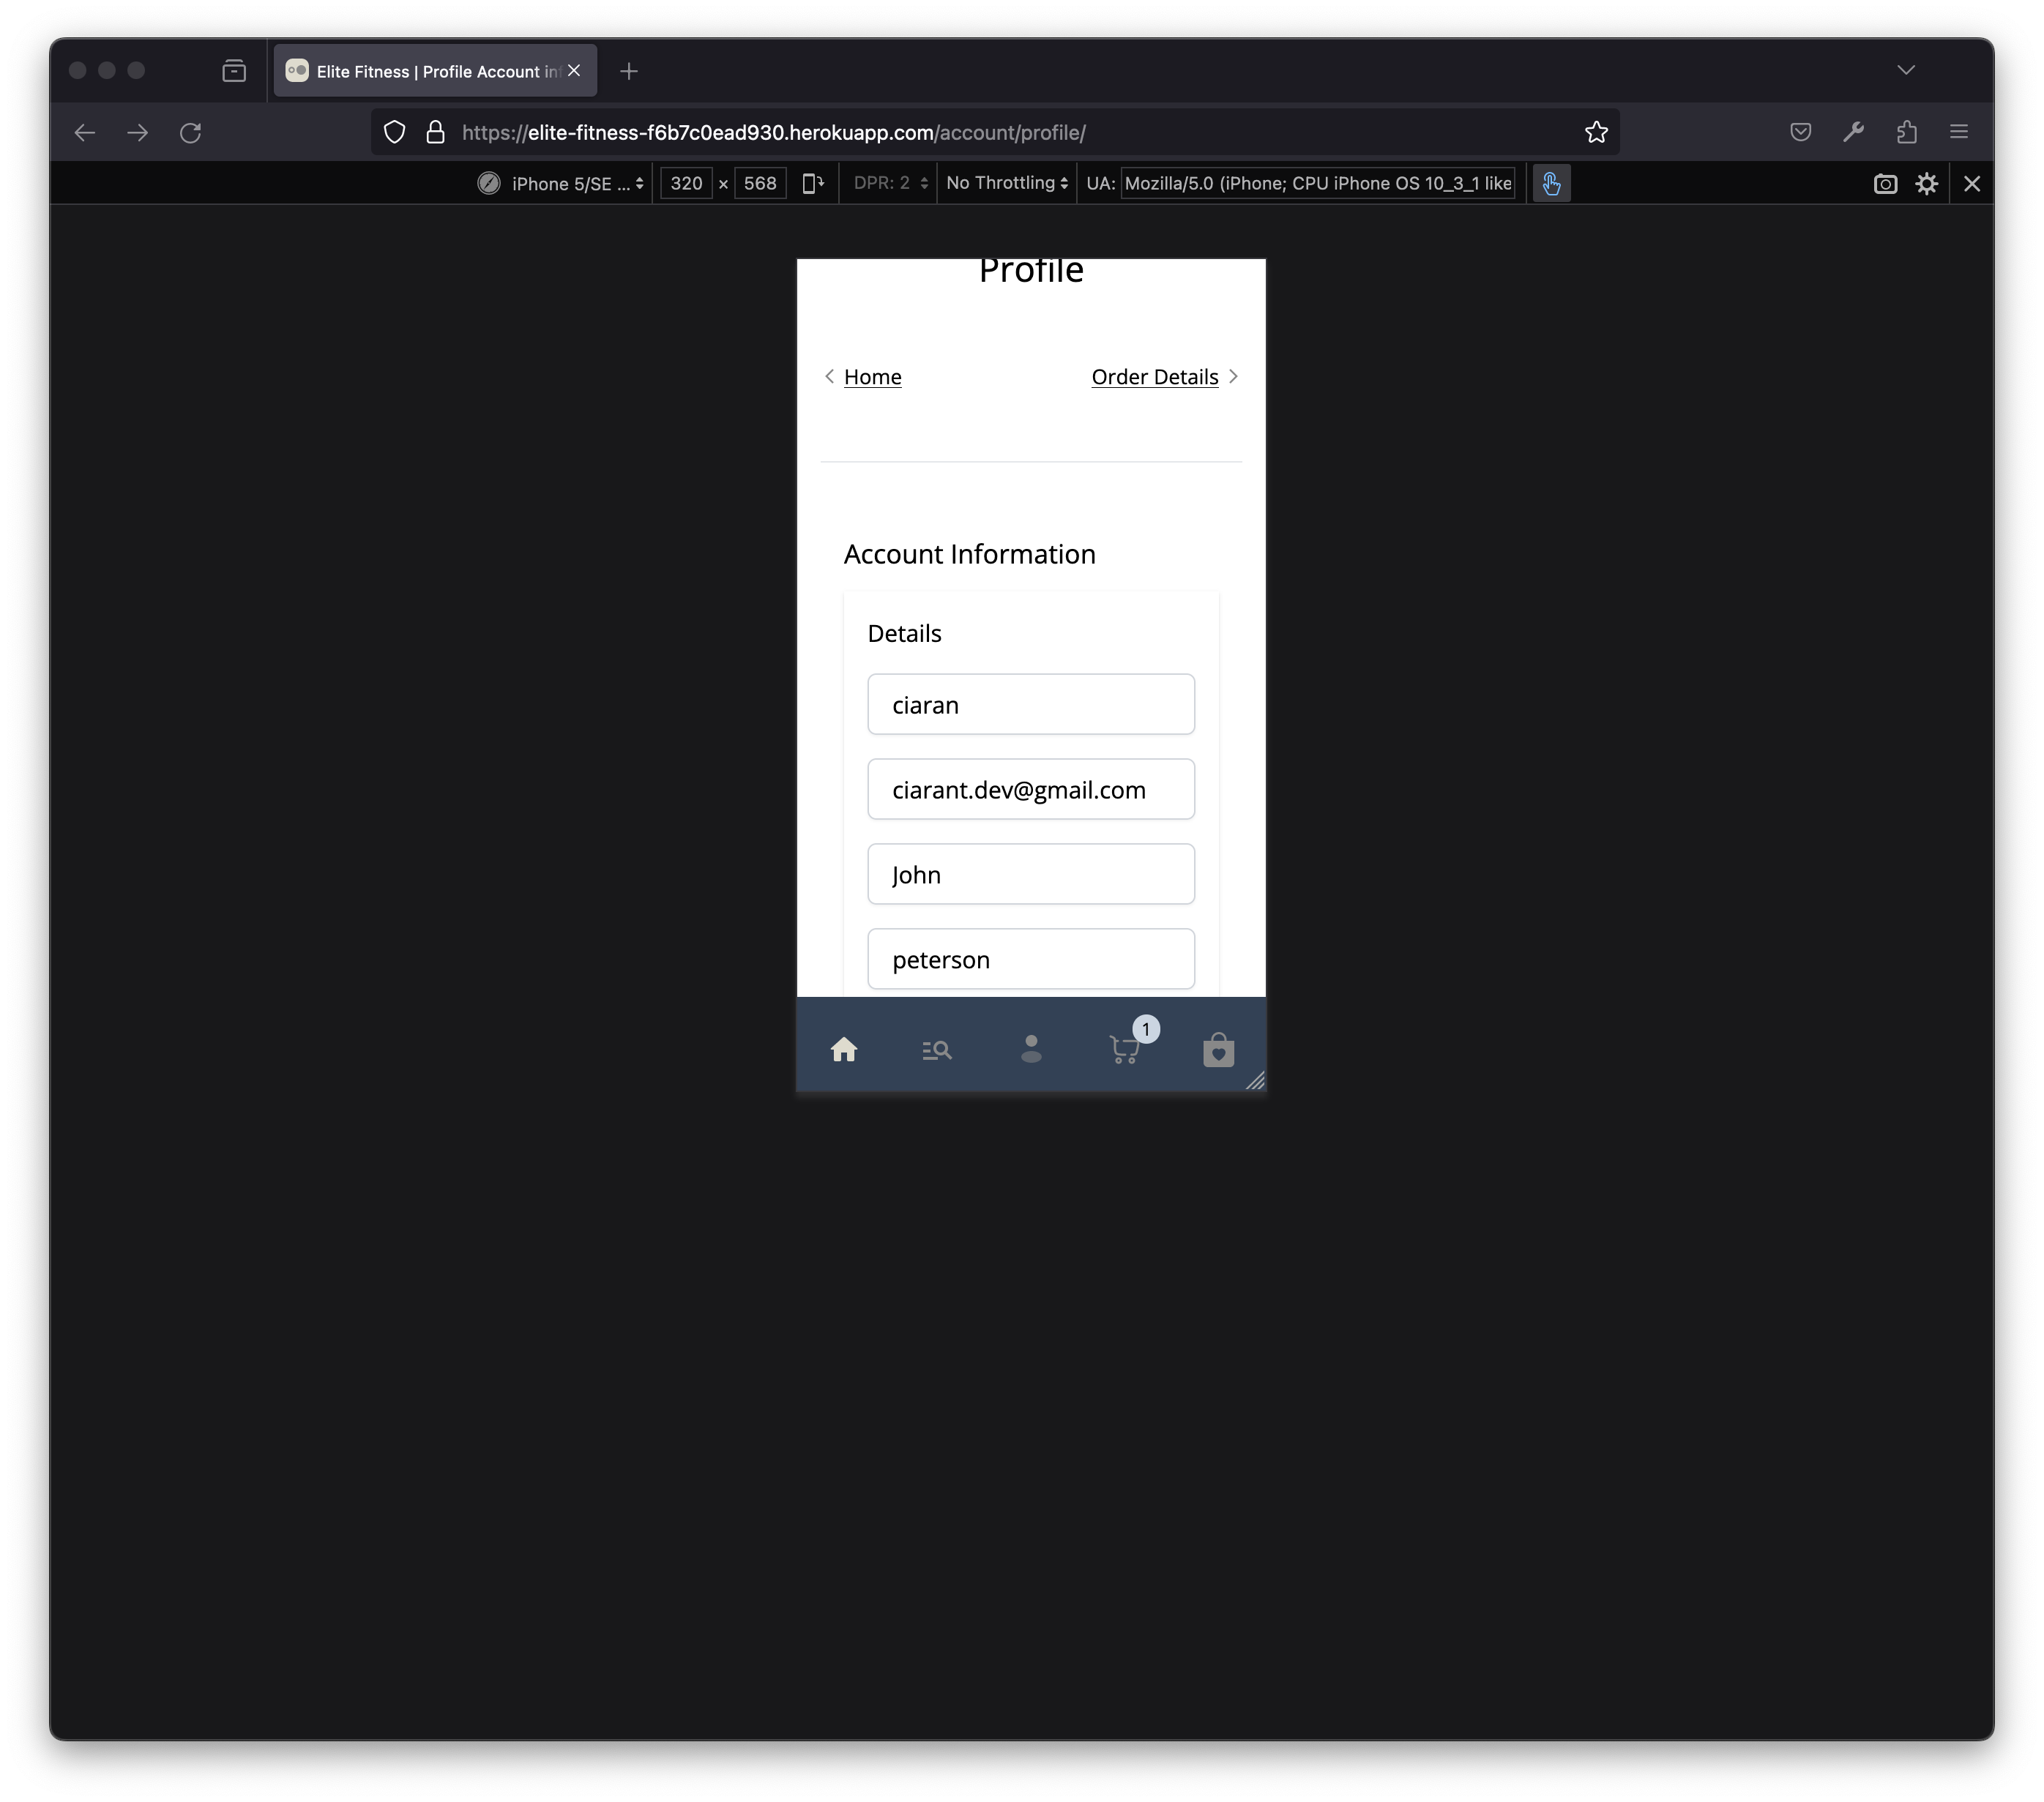 Elite Fitness | Profile Account in
https://elite-fitness-f6b7c0ead930.herokuapp.com/account/profile/
iPhone 5/SE ... 320 x 568 DPR: 2 No Throttling UA: Mozilla/5.0 (iPhone; CPU iPhone OS 10_3_1 like
Profile
Home Order Details
Account Information
Details
ciaran
ciarant.dev@gmail.com
John
peterson
1